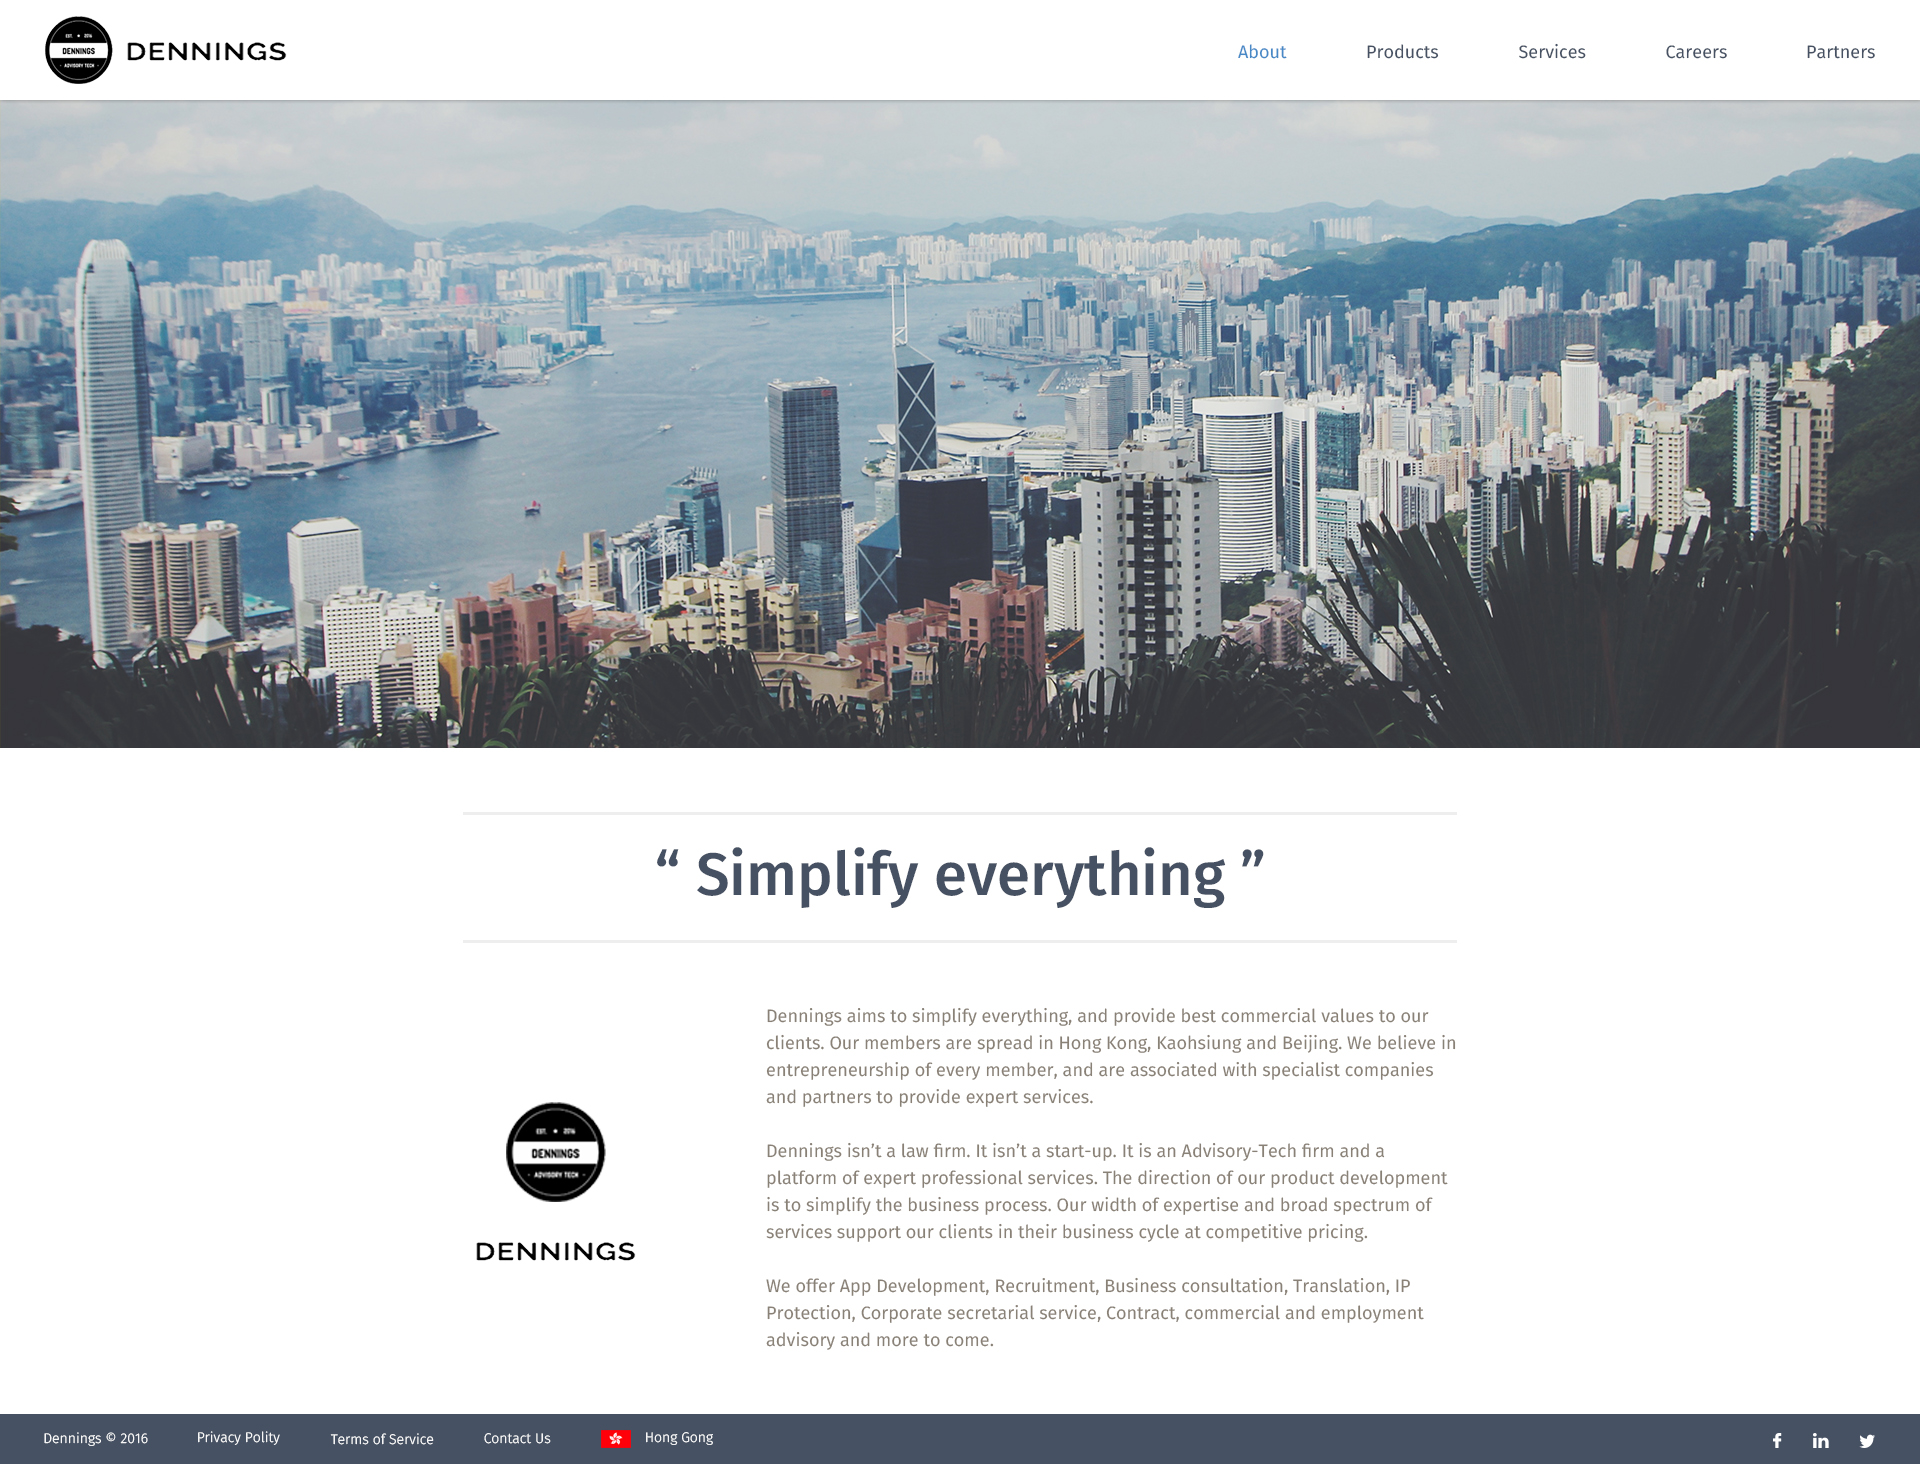 EST. 2016
DENNINGS
ADVISORY TECH
DENNINGS
About
Products
Services
Careers
Partners
“ Simplify everything ”
EST. 2016
DENNINGS
ADVISORY TECH
DENNINGS
Dennings aims to simplify everything, and provide best commercial values to our
clients. Our members are spread in Hong Kong, Kaohsiung and Beijing. We believe in
entrepreneurship of every member, and are associated with specialist companies
and partners to provide expert services.
Dennings isn’t a law firm. It isn’t a start-up. It is an Advisory-Tech firm and a
platform of expert professional services. The direction of our product development
is to simplify the business process. Our width of expertise and broad spectrum of
services support our clients in their business cycle at competitive pricing.
We offer App Development, Recruitment, Business consultation, Translation, IP
Protection, Corporate secretarial service, Contract, commercial and employment
advisory and more to come.
Dennings © 2016
Privacy Polity
Terms of Service
Contact Us
Hong Gong